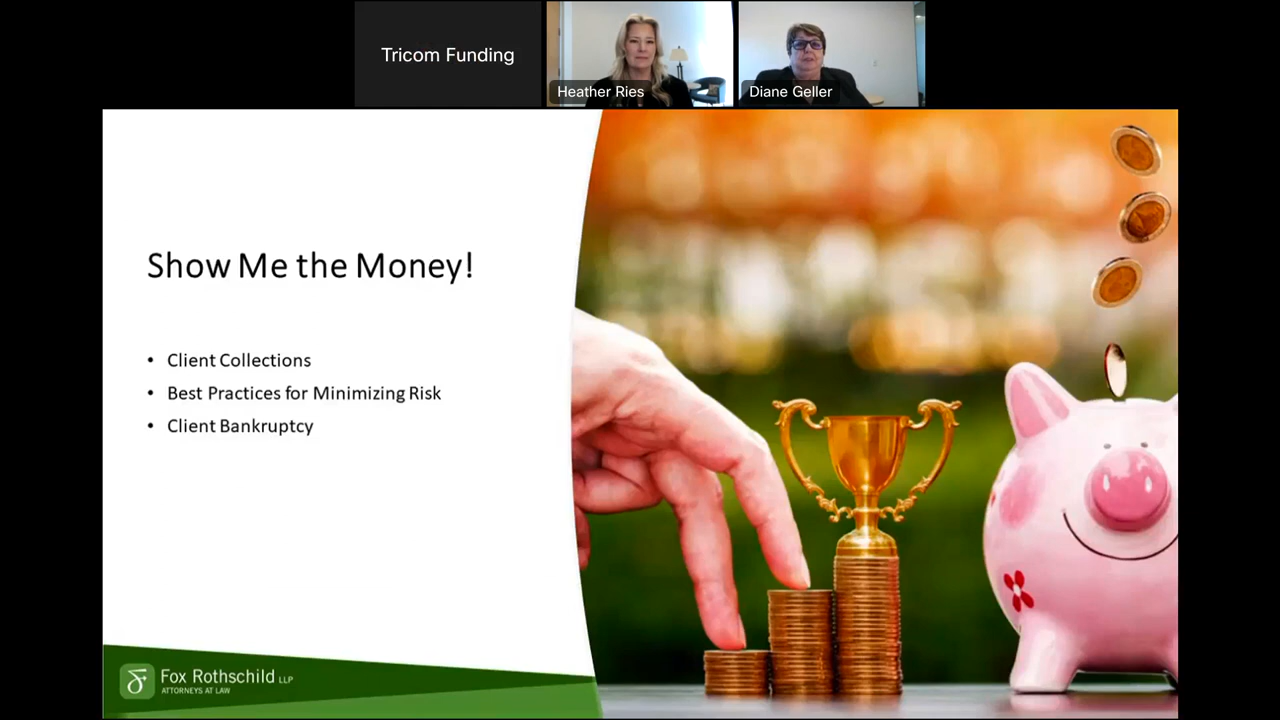 Tricom Funding
Heather Ries
Diane Geller
Show Me the Money!
• Client Collections
• Best Practices for Minimizing Risk
• Client Bankruptcy
Fox Rothschild LLP
ATTORNEYS AT LAW